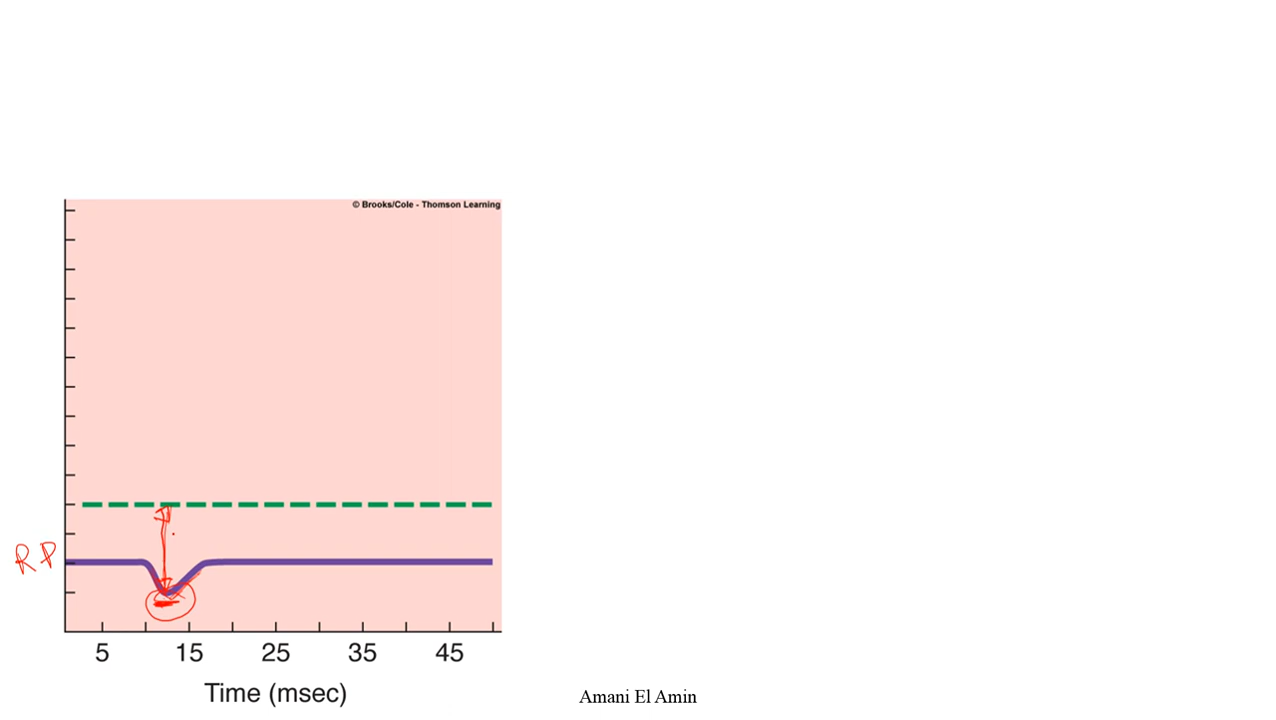 © Brooks/Cole - Thomson Learning
RP
5 15 25 35 45
Time (msec)
Amani El Amin